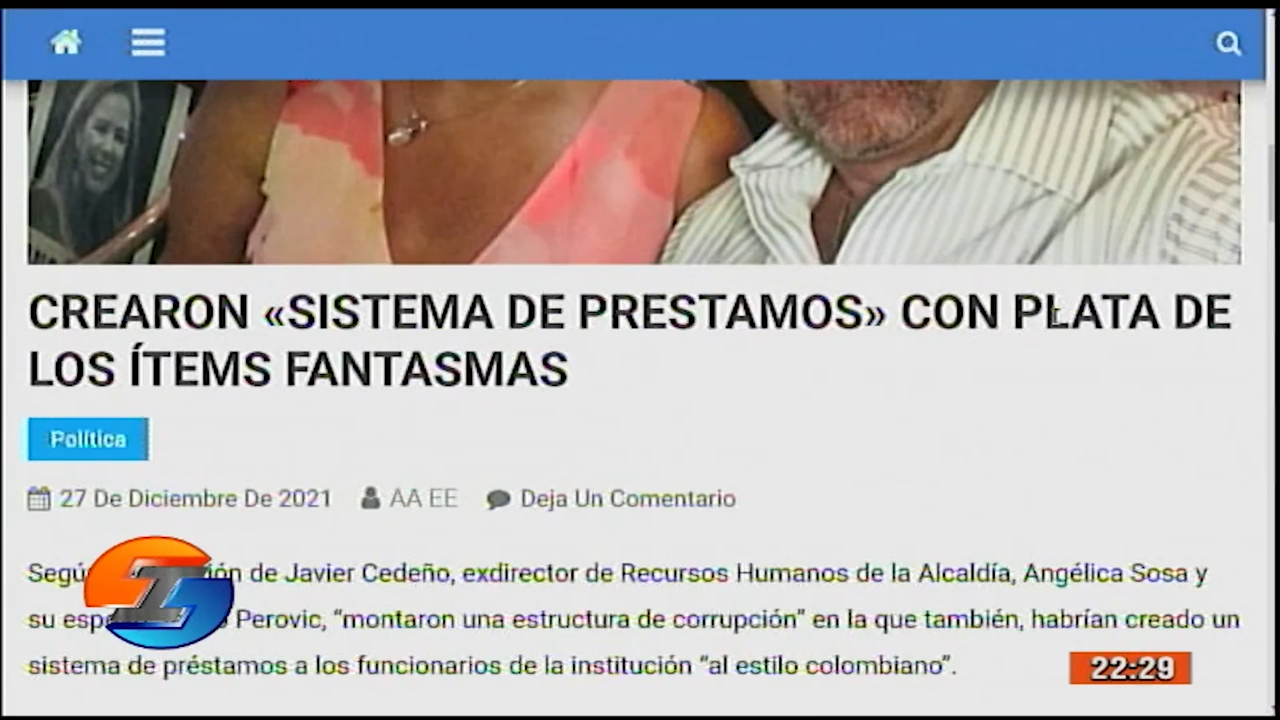 CREARON «SISTEMA DE PRESTAMOS» CON PLATA DE
LOS ÍTEMS FANTASMAS
Política
27 De Diciembre De 2021 AA EE Deja Un Comentario
de Javier Cedeño, exdirector de Recursos Humanos de la Alcaldía, Angélica Sosa y
su Perovic, “montaron una estructura de corrupción” en la que también, habrían creado un
sistema de préstamos a los funcionarios de la institución “al estilo colombiano”.
22:29